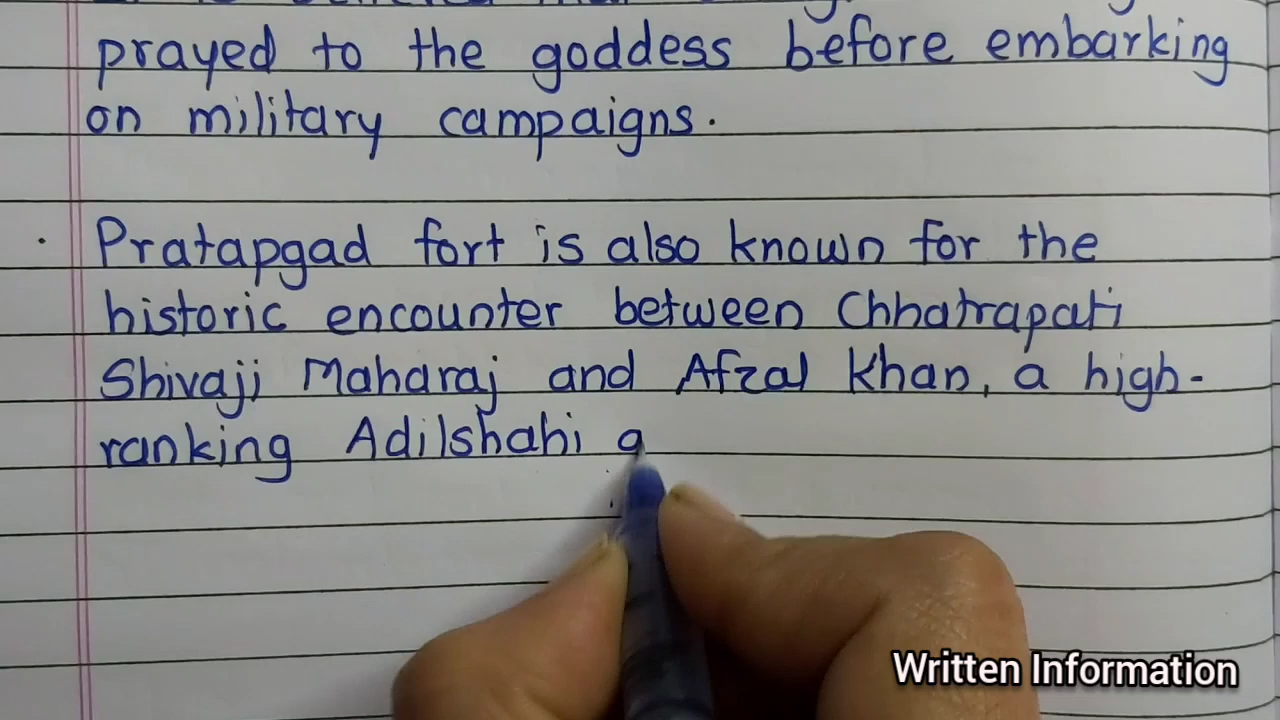 prayed to the goddess before embarking
on military campaigns.
Pratapgad fort is also known for the
historic encounter between Chhatrapati
Shivaji Maharaj and Afzal Khan, a high-
ranking Adilshahi
Written Information